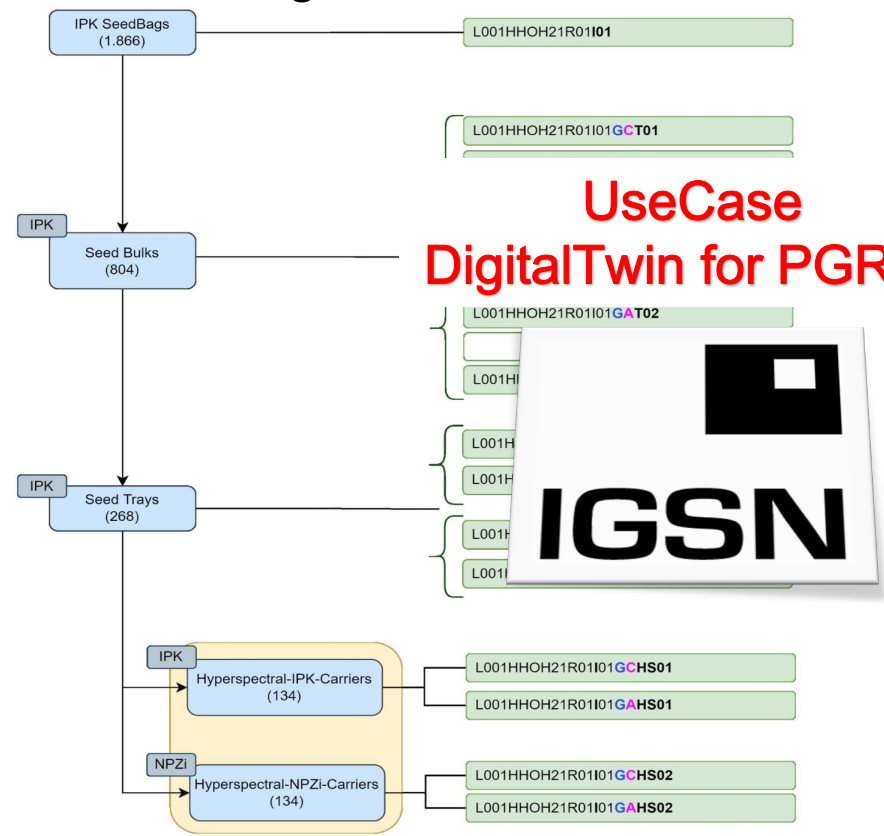 IPK SeedBags
(1.866)
L001HHOH21R01I01
L001HHOH21R01I01GCT01
UseCase
DigitalTwin for PGR
IPK
Seed Bulks
(804)
L001HHOH21R01I01GAT02
IGSN
IPK
Seed Trays
(268)
IPK
Hyperspectral-IPK-Carriers
(134)
L001HHOH21R01I01GCHS01
L001HHOH21R01I01GAHS01
NPZi
Hyperspectral-NPZi-Carriers
(134)
L001HHOH21R01I01GCHS02
L001HHOH21R01I01GAHS02